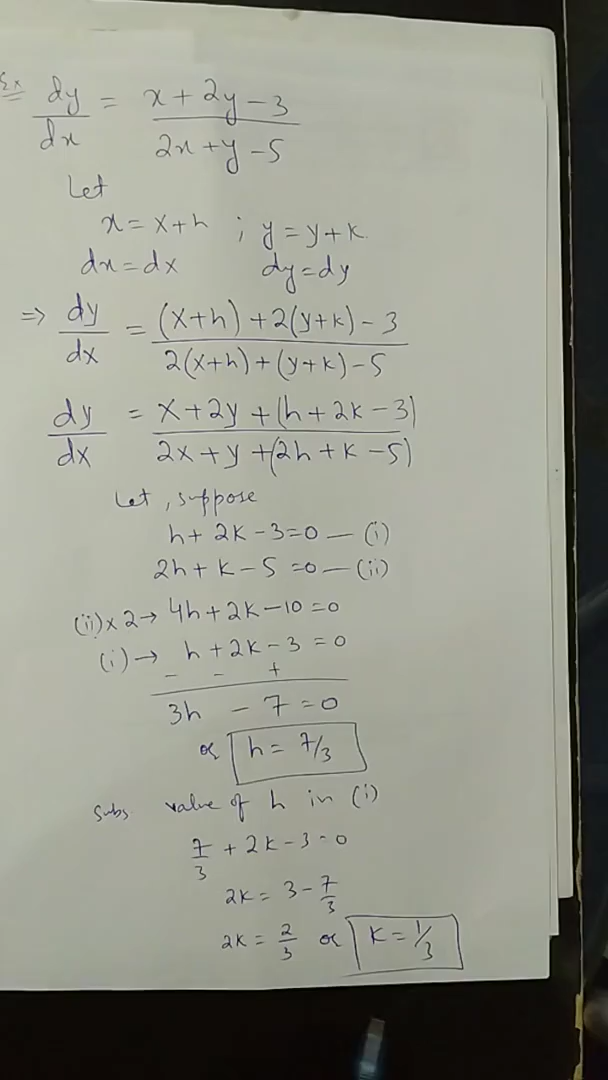 Ex dy/dx = x + 2y - 3 / 2x + y - 5
Let
x = X + h ; y = Y + k
dx = dX dy = dY
⇒ dY/dX = (X+h) + 2(Y+k) - 3 / 2(X+h) + (Y+k) - 5
dY/dX = X + 2Y + (h + 2k - 3) / 2X + Y + (2h + k - 5)
Let, suppose
h + 2k - 3 = 0 — (i)
2h + k - 5 = 0 — (ii)
(ii) x 2 → 4h + 2k - 10 = 0
(i) → h + 2k - 3 = 0
- - +
3h - 7 = 0
or h = 7/3
Subs value of h in (i)
7/3 + 2k - 3 = 0
2k = 3 - 7/3
2k = 2/3 or k = 1/3